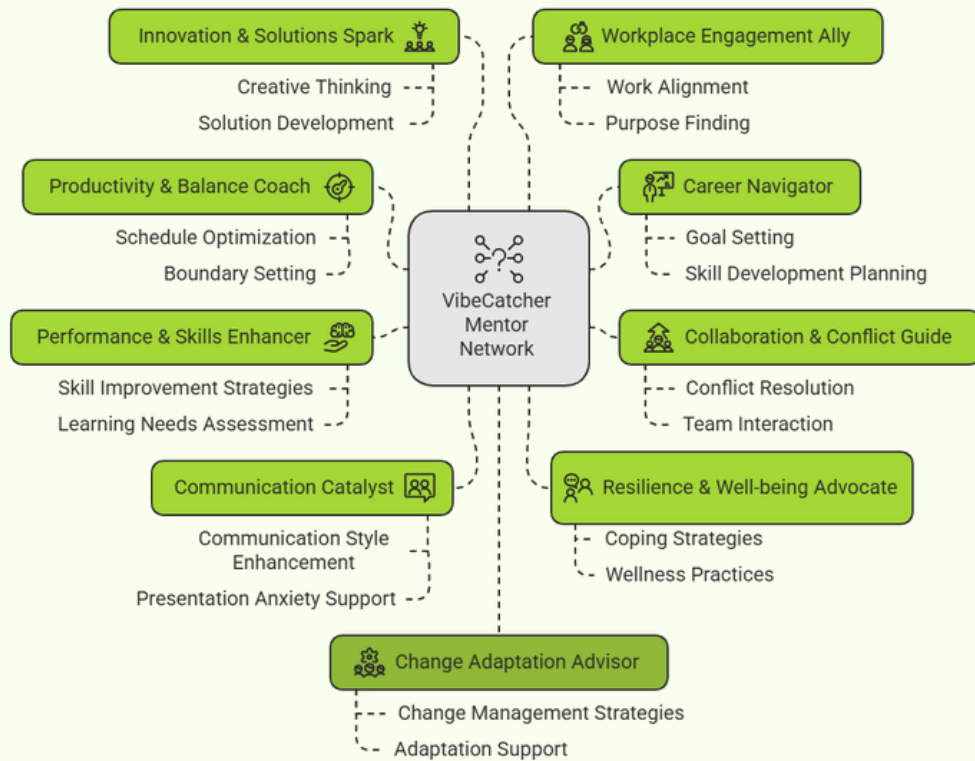 Innovation & Solutions Spark
Creative Thinking
Solution Development
Workplace Engagement Ally
Work Alignment
Purpose Finding
Productivity & Balance Coach
Schedule Optimization
Boundary Setting
Career Navigator
Goal Setting
Skill Development Planning
VibeCatcher
Mentor
Network
Performance & Skills Enhancer
Skill Improvement Strategies
Learning Needs Assessment
Collaboration & Conflict Guide
Conflict Resolution
Team Interaction
Communication Catalyst
Communication Style
Enhancement
Presentation Anxiety Support
Resilience & Well-being Advocate
Coping Strategies
Wellness Practices
Change Adaptation Advisor
Change Management Strategies
Adaptation Support